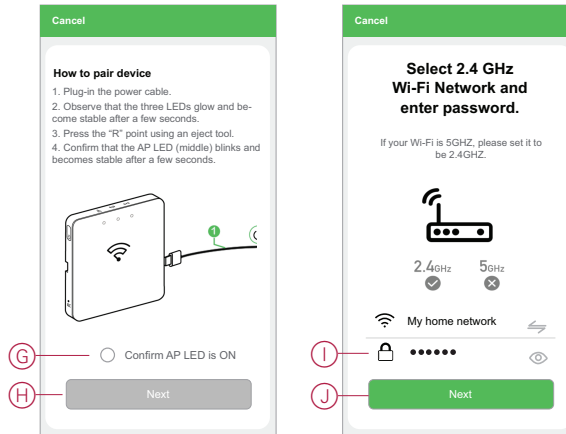 Cancel
How to pair device
1. Plug-in the power cable.
2. Observe that the three LEDs glow and be-
come stable after a few seconds.
3. Press the “R” point using an eject tool.
4. Confirm that the AP LED (middle) blinks and
becomes stable after a few seconds.
1
G
Confirm AP LED is ON
H
Next
Cancel
Select 2.4 GHz
Wi-Fi Network and
enter password.
If your Wi-Fi is 5GHZ, please set it to
be 2.4GHZ.
2.4GHz
5GHz
My home network
I
••••••
J
Next